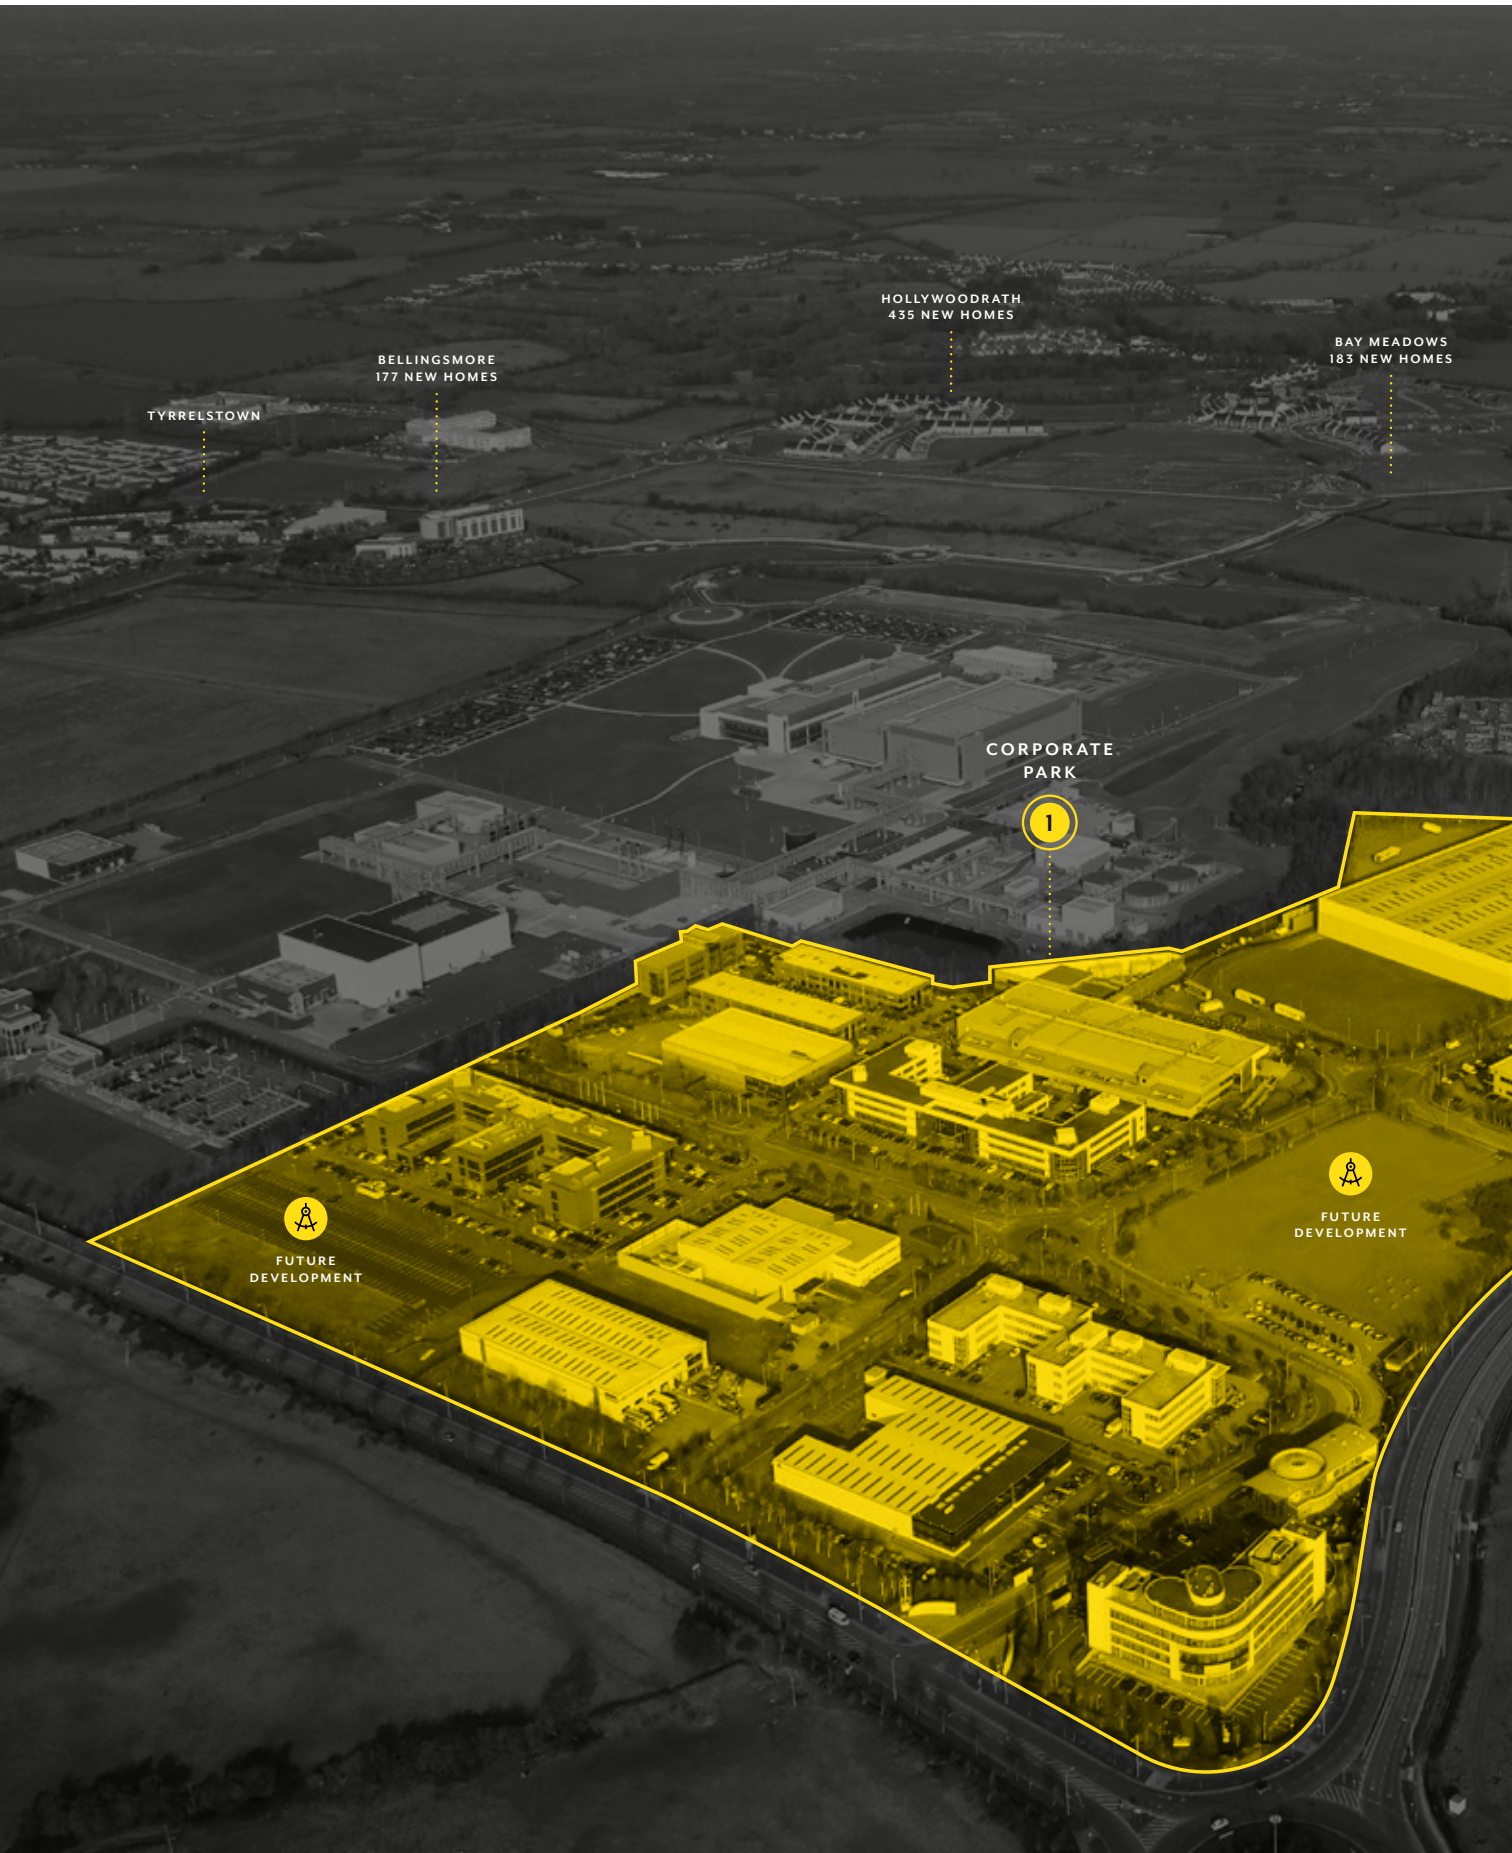 HOLLYWOODRATH
435 NEW HOMES
BAY MEADOWS
183 NEW HOMES
BELLINGSMORE
177 NEW HOMES
TYRRELSTOWN
CORPORATE
PARK
1
FUTURE
DEVELOPMENT
FUTURE
DEVELOPMENT